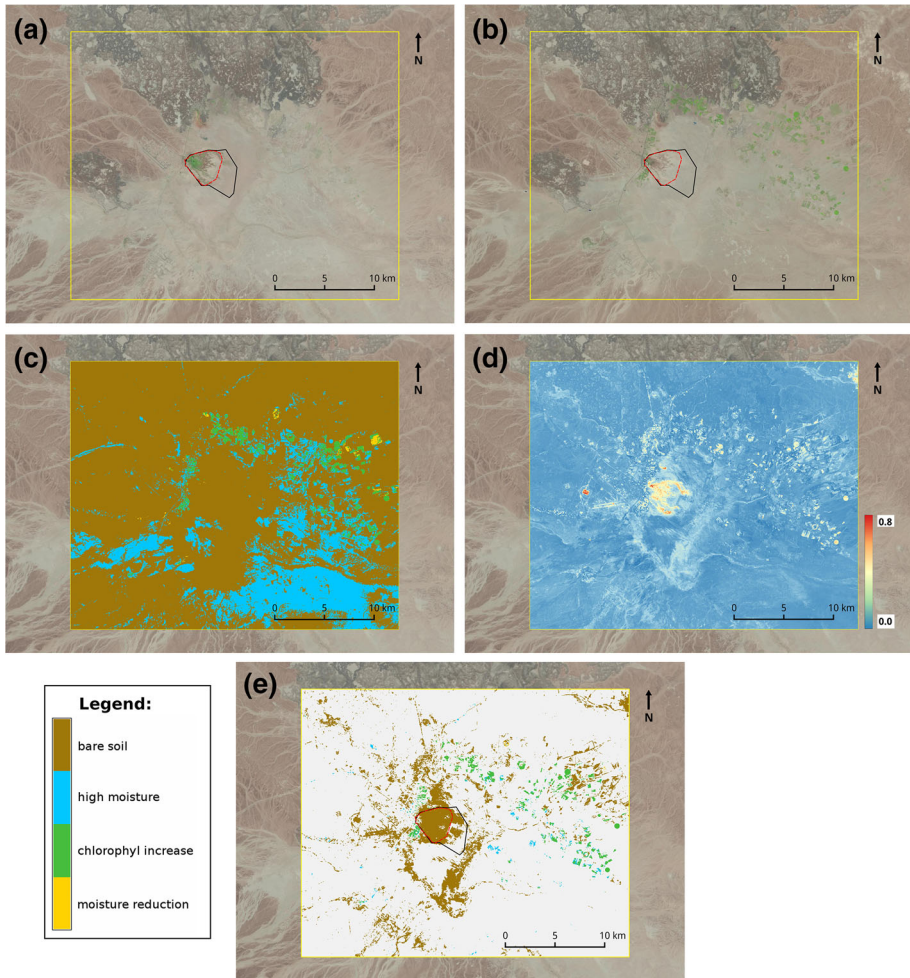 (a)
N
0 5 10 km
(b)
N
0 5 10 km
(c)
N
0 5 10 km
(d)
N
0.8
0.0
0 5 10 km
Legend:
bare soil
high moisture
chlorophyl increase
moisture reduction
(e)
N
0 5 10 km